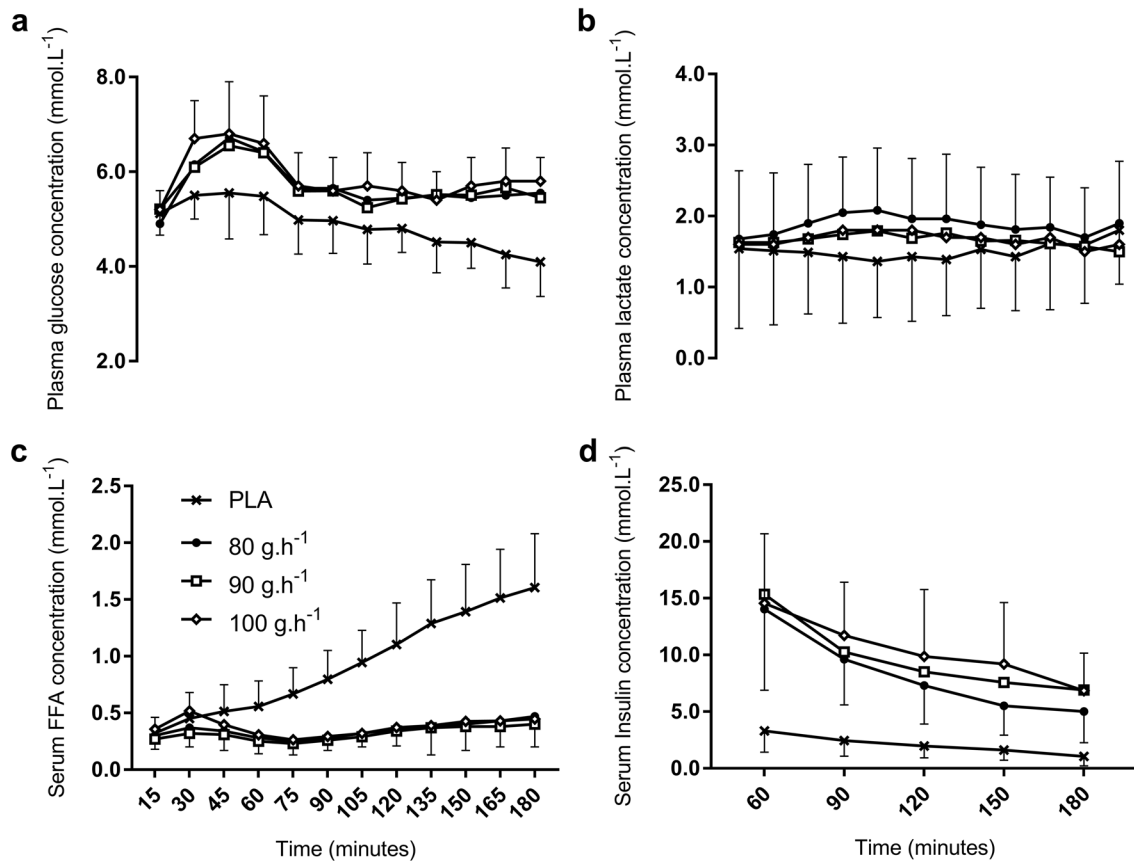 a
Plasma glucose concentration (mmol.L⁻¹)
8.0
6.0
4.0
2.0
b
Plasma lactate concentration (mmol.L⁻¹)
4.0
3.0
2.0
1.0
0.0
c
Serum FFA concentration (mmol.L⁻¹)
2.5
2.0
1.5
1.0
0.5
0.0
PLA
80 g.h⁻¹
90 g.h⁻¹
100 g.h⁻¹
15 30 45 60 75 90 105 120 135 150 165 180
Time (minutes)
d
Serum Insulin concentration (mmol.L⁻¹)
25.0
20.0
15.0
10.0
5.0
0.0
60 90 120 150 180
Time (minutes)